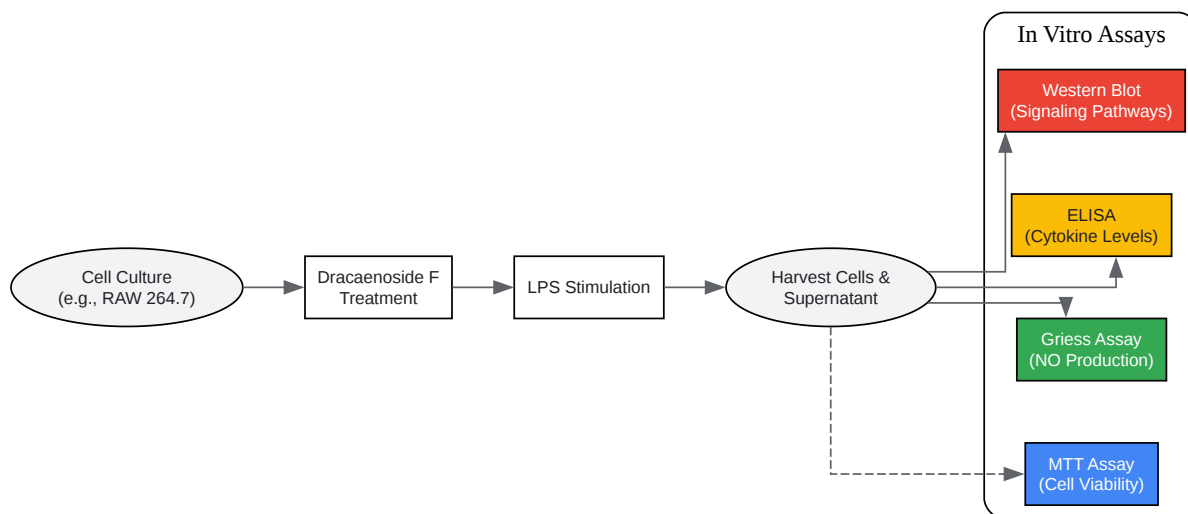 In Vitro Assays
Western Blot
(Signaling Pathways)
ELISA
(Cytokine Levels)
Cell Culture
(e.g., RAW 264.7)
Dracaenoside F
Treatment
LPS Stimulation
Harvest Cells &
Supernatant
Griess Assay
(NO Production)
MTT Assay
(Cell Viability)